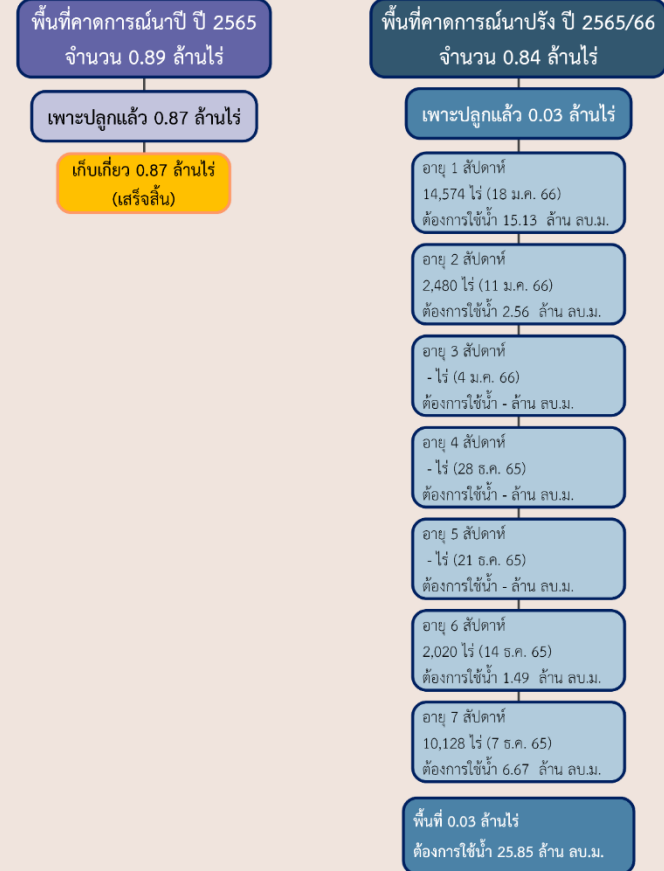 พื้นที่คาดการณ์นาปี ปี 2565
จำนวน 0.89 ล้านไร่
เพาะปลูกแล้ว 0.87 ล้านไร่
เก็บเกี่ยว 0.87 ล้านไร่
(เสร็จสิ้น)
พื้นที่คาดการณ์นาปรัง ปี 2565/66
จำนวน 0.84 ล้านไร่
เพาะปลูกแล้ว 0.03 ล้านไร่
อายุ 1 สัปดาห์
14,574 ไร่ (18 ม.ค. 66)
ต้องการใช้น้ำ 15.13 ล้าน ลบ.ม.
อายุ 2 สัปดาห์
2,480 ไร่ (11 ม.ค. 66)
ต้องการใช้น้ำ 2.56 ล้าน ลบ.ม.
อายุ 3 สัปดาห์
- ไร่ (4 ม.ค. 66)
ต้องการใช้น้ำ - ล้าน ลบ.ม.
อายุ 4 สัปดาห์
- ไร่ (28 ธ.ค. 65)
ต้องการใช้น้ำ - ล้าน ลบ.ม.
อายุ 5 สัปดาห์
- ไร่ (21 ธ.ค. 65)
ต้องการใช้น้ำ - ล้าน ลบ.ม.
อายุ 6 สัปดาห์
2,020 ไร่ (14 ธ.ค. 65)
ต้องการใช้น้ำ 1.49 ล้าน ลบ.ม.
อายุ 7 สัปดาห์
10,128 ไร่ (7 ธ.ค. 65)
ต้องการใช้น้ำ 6.67 ล้าน ลบ.ม.
พื้นที่ 0.03 ล้านไร่
ต้องการใช้น้ำ 25.85 ล้าน ลบ.ม.